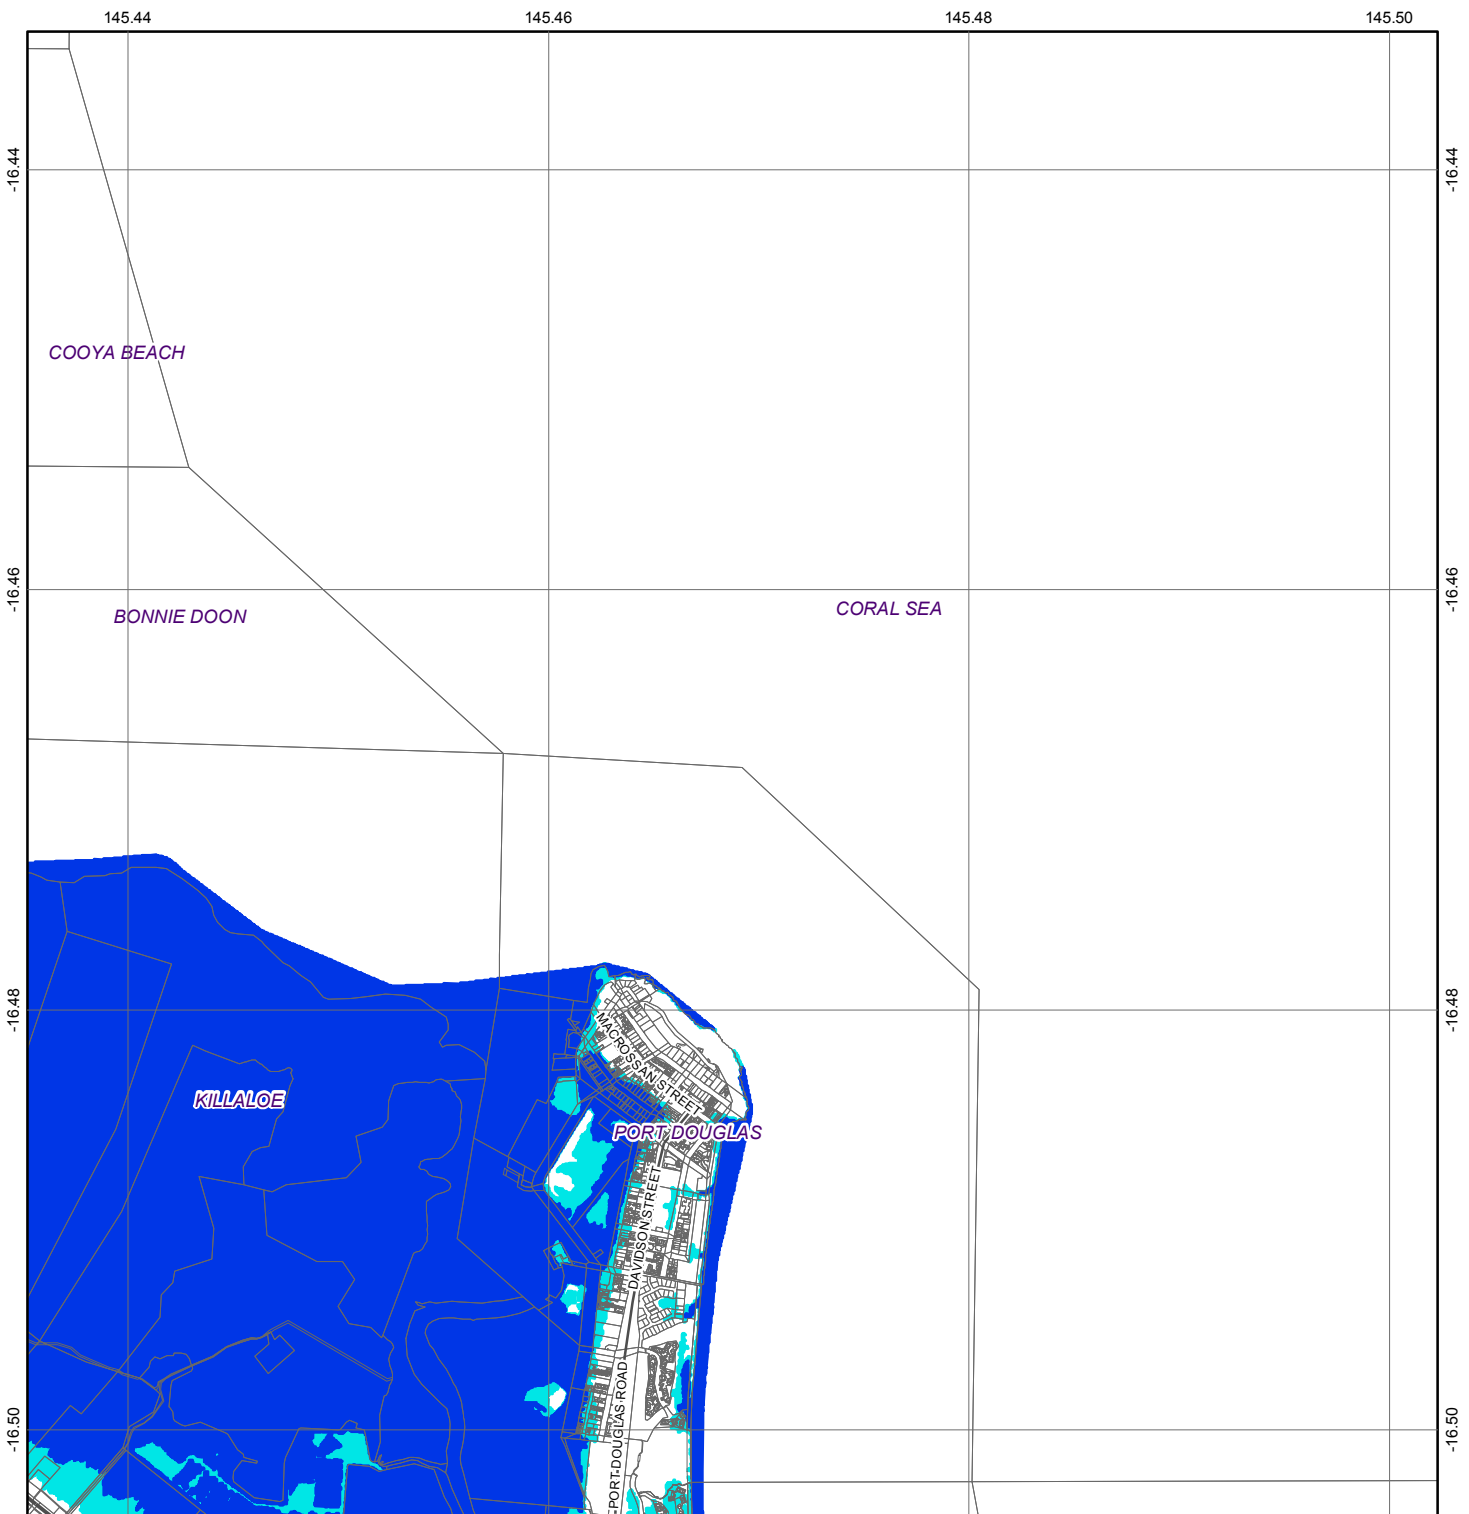 145.44 145.46 145.48 145.50
-16.44 -16.44
COOYA BEACH
-16.46 -16.46
CORAL SEA
BONNIE DOON
-16.48 -16.48
MACROSSAN STREET
KILLALOE
PORT DOUGLAS
DAVIDSON STREET
PORT DOUGLAS ROAD
-16.50 -16.50